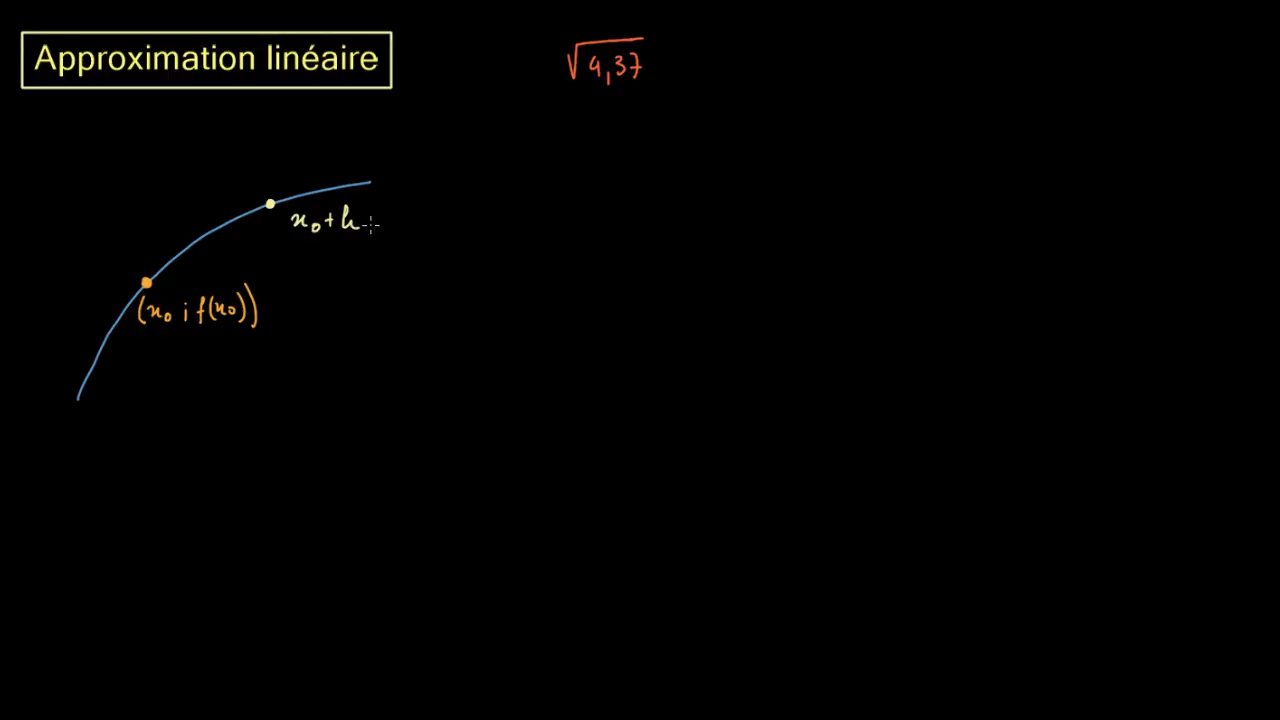 Approximation linéaire
√4,37
x₀+h
(x₀ ; f(x₀))